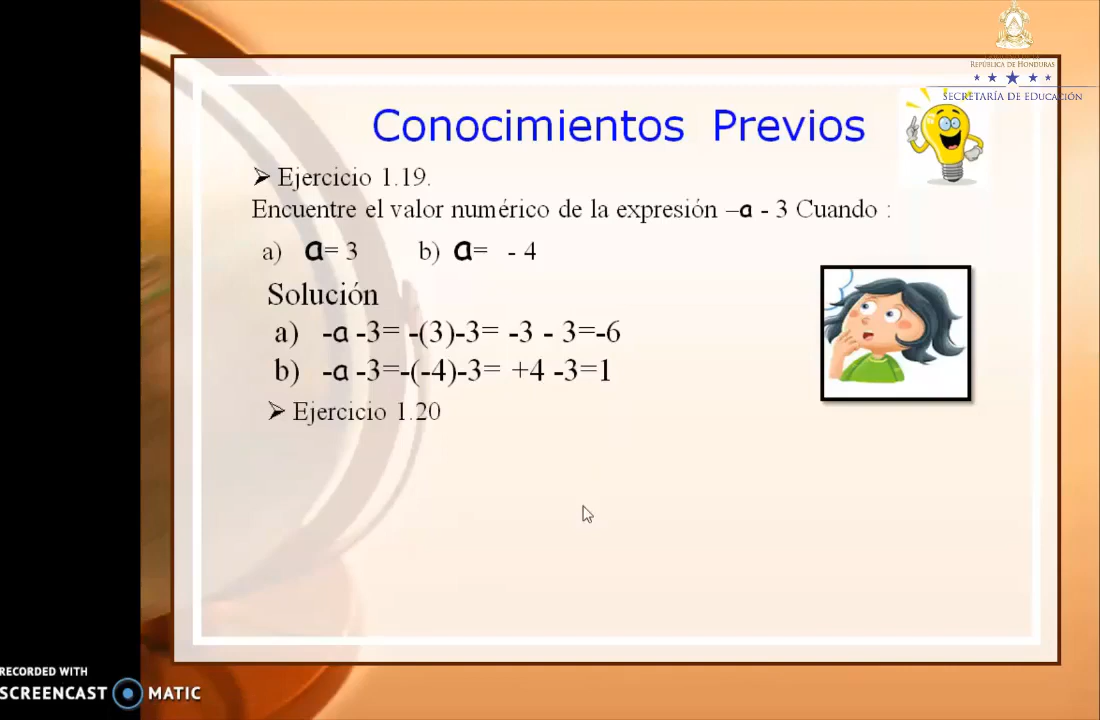 REPÚBLICA DE HONDURAS
SECRETARÍA DE EDUCACIÓN
Conocimientos Previos
➢ Ejercicio 1.19.
Encuentre el valor numérico de la expresión –a - 3 Cuando :
a) a= 3 b) a= - 4
Solución
a) -a -3= -(3)-3= -3 - 3=-6
b) -a -3=-(-4)-3= +4 -3=1
➢ Ejercicio 1.20
RECORDED WITH
SCREENCAST MATIC